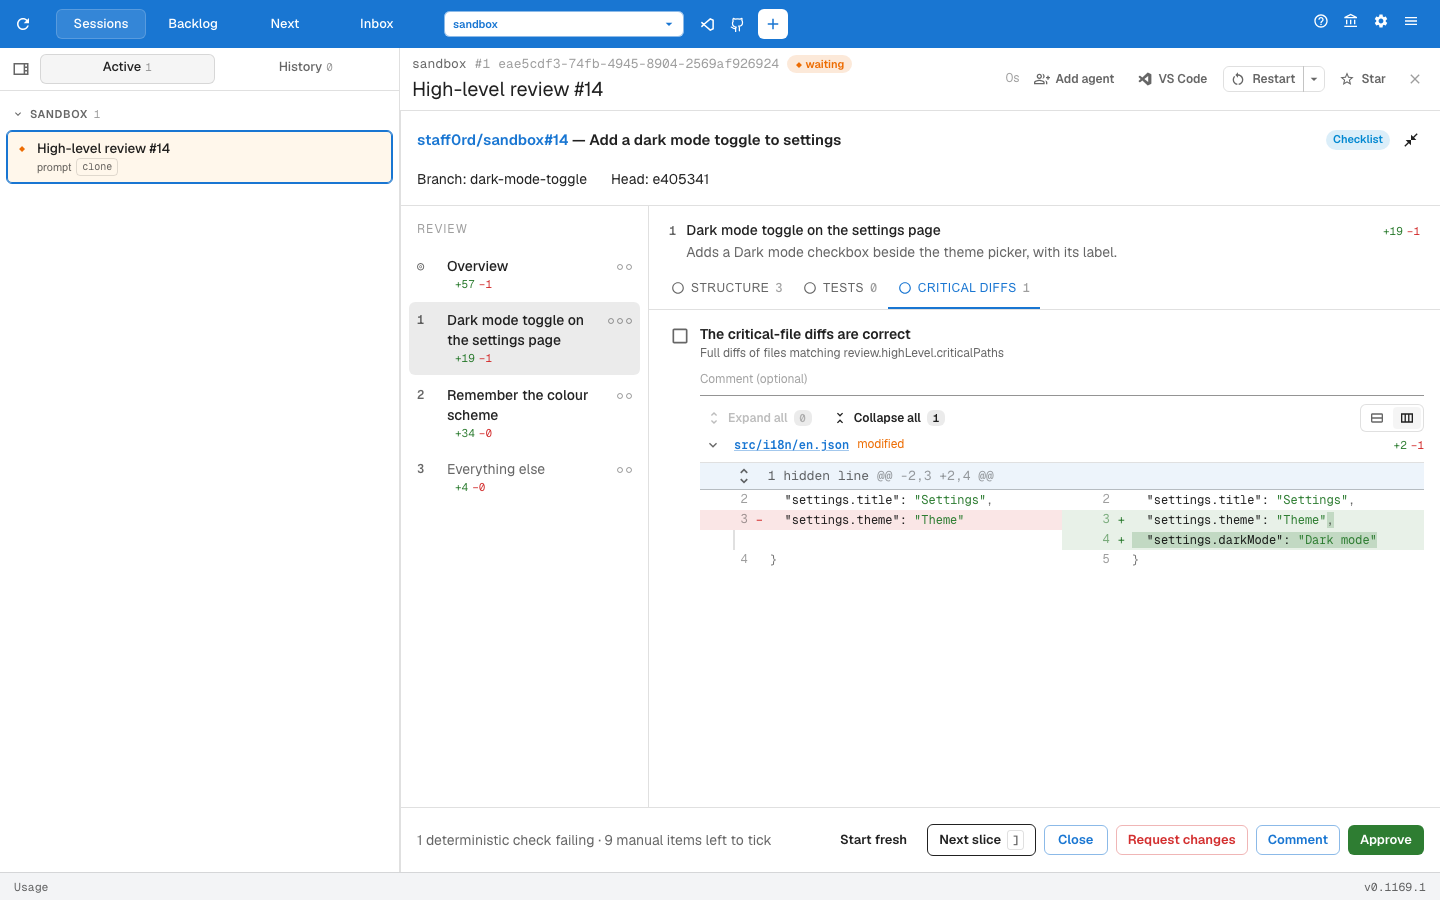 Sessions Backlog Next Inbox sandbox
Active 1 History 0
SANDBOX 1
High-level review #14
prompt clone
sandbox #1 eae5cdf3-74fb-4945-8904-2569af926924 waiting
High-level review #14
0s Add agent VS Code Restart Star
staff0rd/sandbox#14 — Add a dark mode toggle to settings
Checklist
Branch: dark-mode-toggle Head: e405341
REVIEW
Overview
+57 −1
1 Dark mode toggle on
the settings page
+19 −1
2 Remember the colour
scheme
+34 −0
3 Everything else
+4 −0
1 Dark mode toggle on the settings page +19 −1
Adds a Dark mode checkbox beside the theme picker, with its label.
STRUCTURE 3 TESTS 0 CRITICAL DIFFS 1
The critical-file diffs are correct
Full diffs of files matching review.highLevel.criticalPaths
Comment (optional)
Expand all 0 Collapse all 1
src/i18n/en.json modified +2 −1
1 hidden line @@ -2,3 +2,4 @@
2 "settings.title": "Settings", 2 "settings.title": "Settings",
3 − "settings.theme": "Theme" 3 + "settings.theme": "Theme",
4 + "settings.darkMode": "Dark mode"
4 } 5 }
1 deterministic check failing · 9 manual items left to tick
Start fresh Next slice ] Close Request changes Comment Approve
Usage v0.1169.1